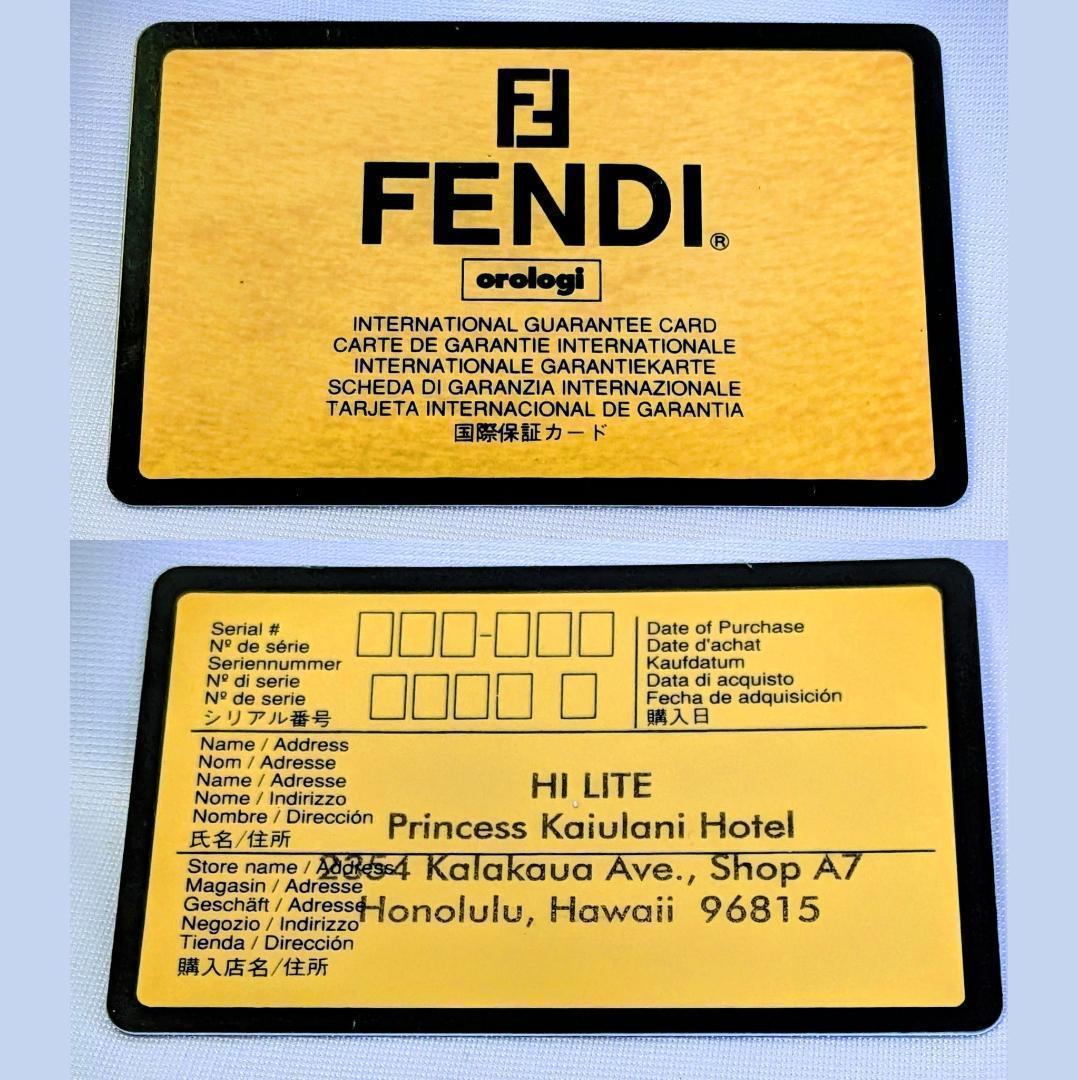 FENDI®
orologi
INTERNATIONAL GUARANTEE CARD
CARTE DE GARANTIE INTERNATIONALE
INTERNATIONALE GARANTIEKARTE
SCHEDA DI GARANZIA INTERNAZIONALE
TARJETA INTERNACIONAL DE GARANTIA
国際保証カード
Serial #
Nº de série
Seriennummer
Nº di serie
Nº de serie
シリアル番号
Date of Purchase
Date d'achat
Kaufdatum
Data di acquisto
Fecha de adquisición
購入日
Name / Address
Nom / Adresse
Name / Adresse
Nome / Indirizzo
Nombre / Dirección
氏名/住所
HI LITE
Princess Kaiulani Hotel
2354 Kalakaua Ave., Shop A7
Honolulu, Hawaii 96815
Store name / Address
Magasin / Adresse
Geschäft / Adresse
Negozio / Indirizzo
Tienda / Dirección
購入店名/住所